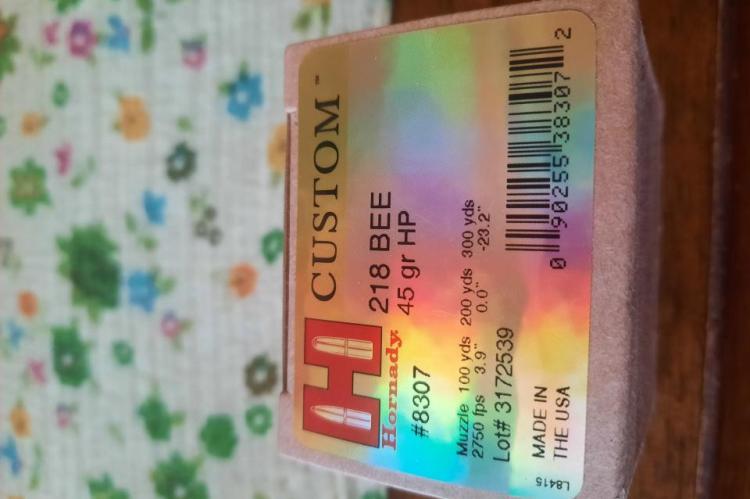 H
Hornady®
CUSTOM™
#8307
218 BEE
45 gr HP
Muzzle 100 yds 200 yds 300 yds
2750 fps 3.9" 0.0" -23.2"
Lot# 3172539
MADE IN
THE USA
0 90255 38307 2
L8415